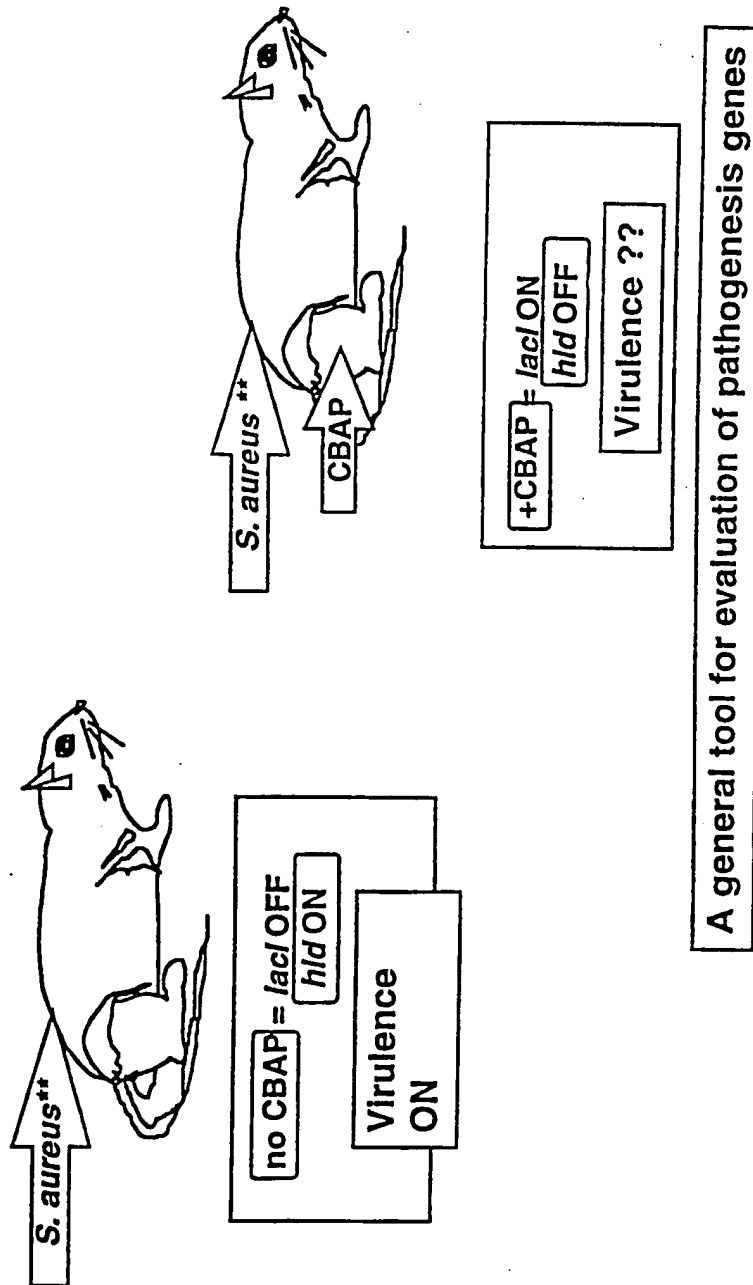 S. aureus**
no CBAP = lacI OFF
hld ON
Virulence
ON
S. aureus**
CBAP
+CBAP = lacI ON
hld OFF
Virulence ??
A general tool for evaluation of pathogenesis genes